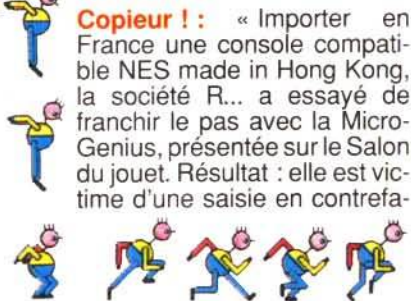 Copieur ! : « Importer en
France une console compati-
ble NES made in Hong Kong,
la société R... a essayé de
franchir le pas avec la Micro-
Genius, présentée sur le Salon
du jouet. Résultat : elle est vic-
time d'une saisie en contrefa-